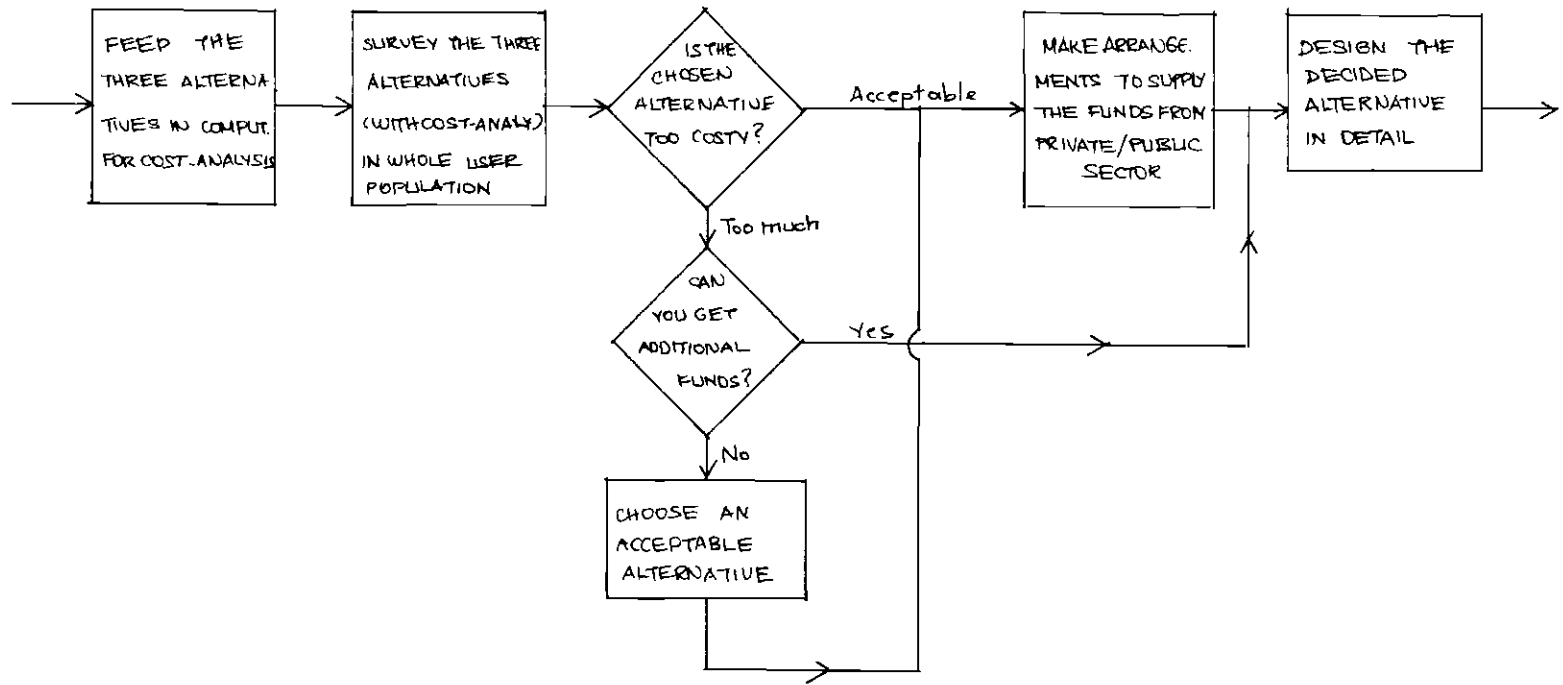 FEED THE
THREE ALTERNA
TIVES IN COMPUT.
FOR COST-ANALYSIS
SURVEY THE THREE
ALTERNATIVES
(WITH COST-ANALY)
IN WHOLE USER
POPULATION
IS THE
CHOSEN
ALTERNATIVE
TOO COSTY?
Acceptable
MAKE ARRANGE.
MENTS TO SUPPLY
THE FUNDS FROM
PRIVATE/PUBLIC
SECTOR
DESIGN THE
DECIDED
ALTERNATIVE
IN DETAIL
Too much
CAN
YOU GET
ADDITIONAL
FUNDS?
Yes
No
CHOOSE AN
ACCEPTABLE
ALTERNATIVE